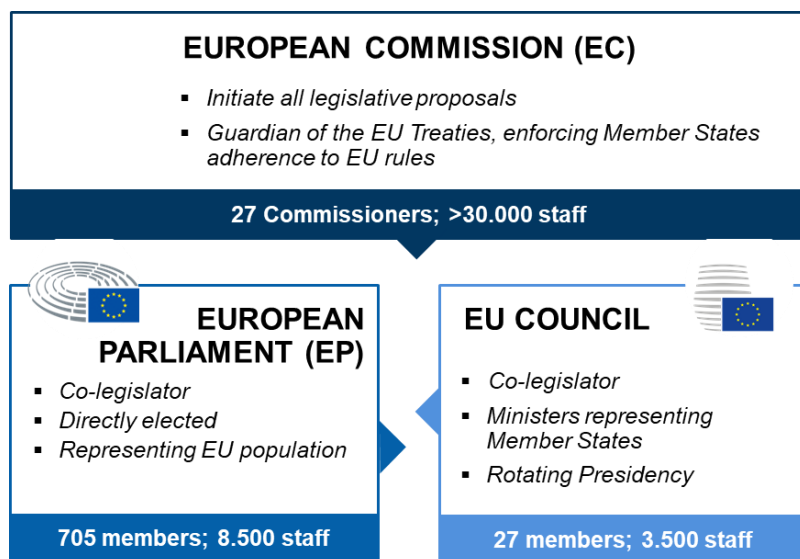 EUROPEAN COMMISSION (EC)
▪ Initiate all legislative proposals
▪ Guardian of the EU Treaties, enforcing Member States
adherence to EU rules
27 Commissioners; >30.000 staff
EUROPEAN
PARLIAMENT (EP)
▪ Co-legislator
▪ Directly elected
▪ Representing EU population
705 members; 8.500 staff
EU COUNCIL
▪ Co-legislator
▪ Ministers representing
Member States
▪ Rotating Presidency
27 members; 3.500 staff